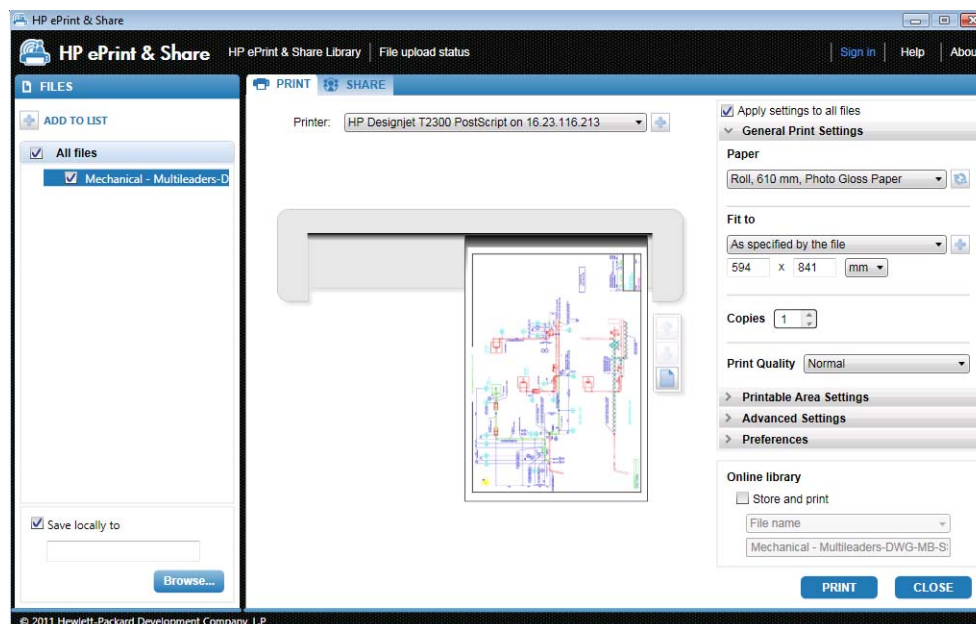 HP ePrint & Share
HP ePrint & Share
HP ePrint & Share Library
File upload status
Sign in
Help
Abou
FILES
ADD TO LIST
All files
Mechanical - Multileaders-D
Save locally to
Browse...
PRINT
SHARE
Printer:
HP Designjet T2300 PostScript on 16.23.116.213
Apply settings to all files
General Print Settings
Paper
Roll, 610 mm, Photo Gloss Paper
Fit to
As specified by the file
594 x 841 mm
Copies 1
Print Quality Normal
Printable Area Settings
Advanced Settings
Preferences
Online library
Store and print
File name
Mechanical - Multileaders-DWG-MB-S
PRINT
CLOSE
© 2011 Hewlett-Packard Development Company, L.P